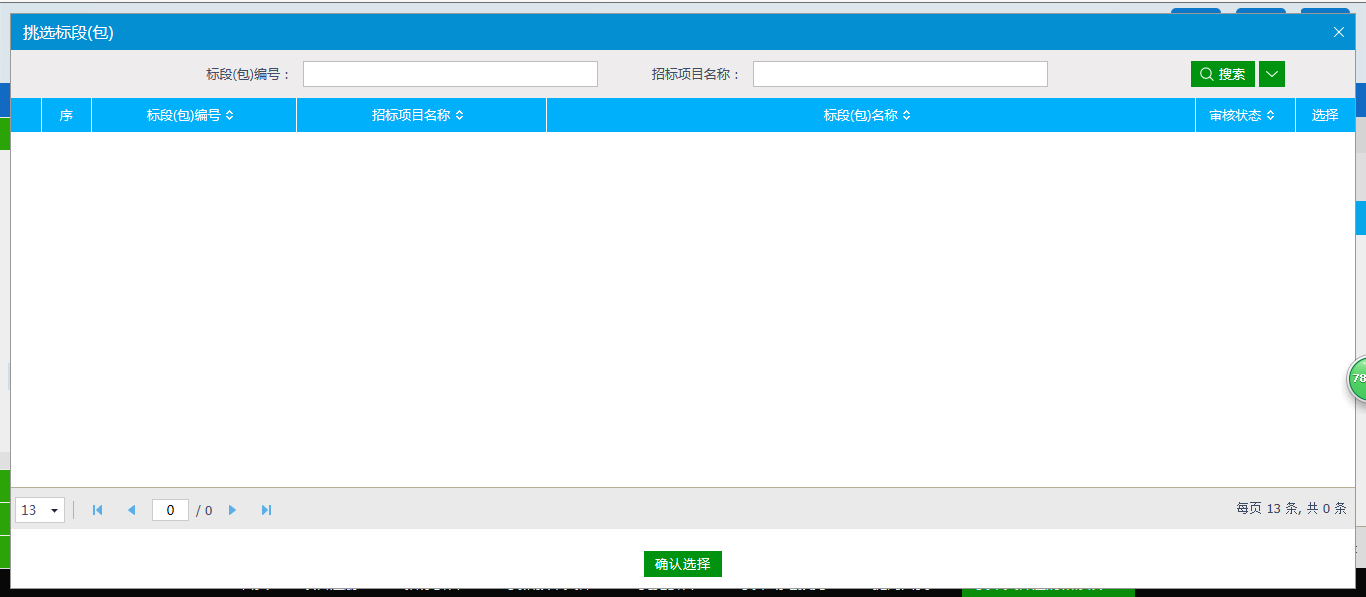 挑选标段(包)
标段(包)编号： 招标项目名称： 搜索
序 标段(包)编号 招标项目名称 标段(包)名称 审核状态 选择
78
13 0 / 0 每页 13 条, 共 0 条
确认选择